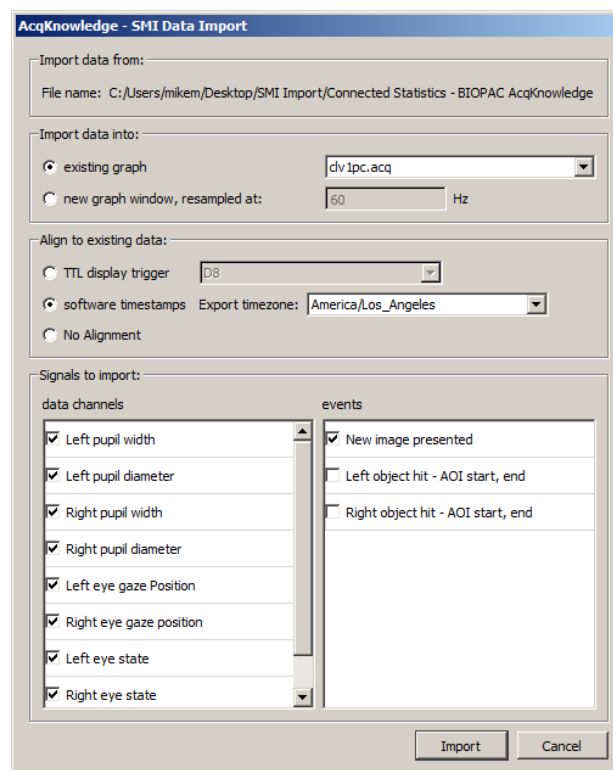 AcqKnowledge - SMI Data Import
Import data from:
File name: C:/Users/mikem/Desktop/SMI Import/Connected Statistics - BIOPAC AcqKnowledge
Import data into:
existing graph clv1pc.acq
new graph window, resampled at: 60 Hz
Align to existing data:
TTL display trigger D8
software timestamps Export timezone: America/Los_Angeles
No Alignment
Signals to import:
data channels events
Left pupil width New image presented
Left pupil diameter Left object hit - AOI start, end
Right pupil width Right object hit - AOI start, end
Right pupil diameter
Left eye gaze Position
Right eye gaze position
Left eye state
Right eye state
Import Cancel